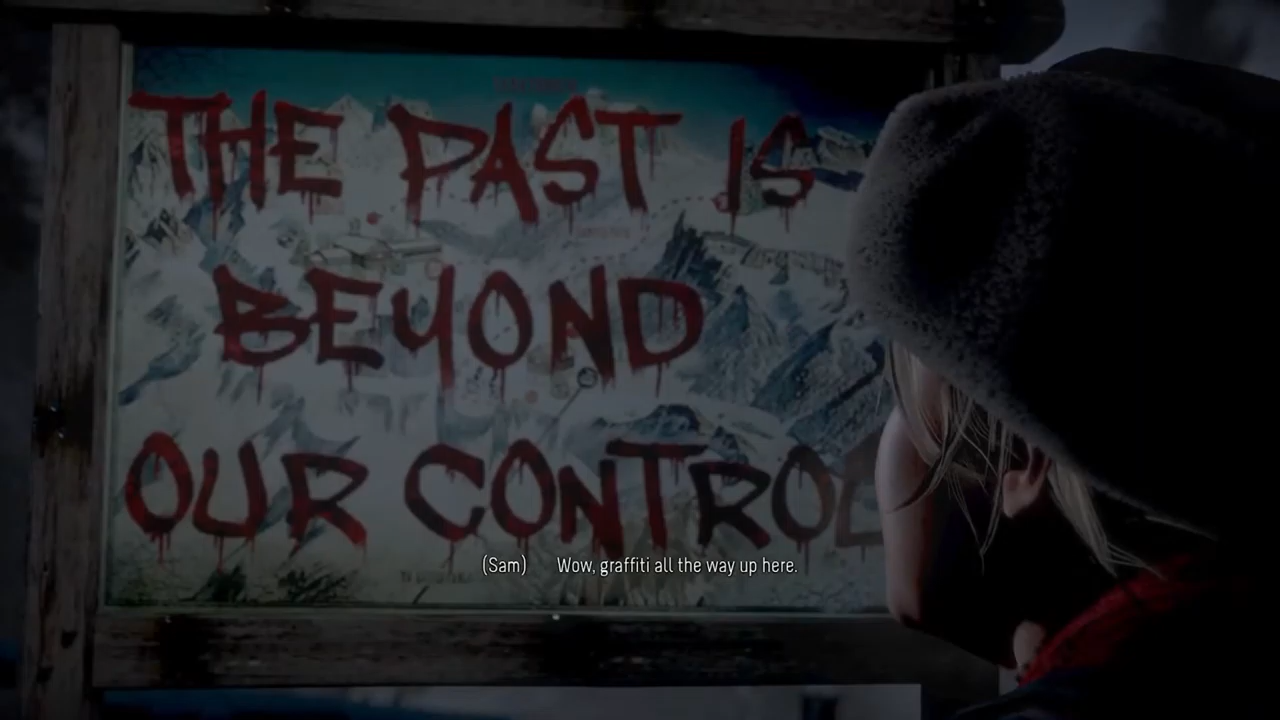 THE PAST IS
BEYOND
OUR CONTROL
(Sam) Wow, graffiti all the way up here.